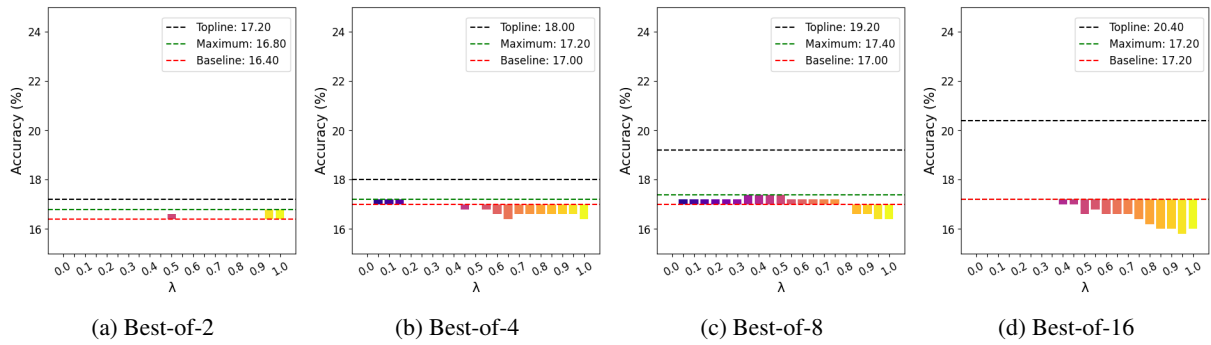 Topline: 17.20
Maximum: 16.80
Baseline: 16.40
Accuracy (%)
24
22
20
18
16
0.0 0.1 0.2 0.3 0.4 0.5 0.6 0.7 0.8 0.9 1.0
λ
(a) Best-of-2
Topline: 18.00
Maximum: 17.20
Baseline: 17.00
Accuracy (%)
24
22
20
18
16
0.0 0.1 0.2 0.3 0.4 0.5 0.6 0.7 0.8 0.9 1.0
λ
(b) Best-of-4
Topline: 19.20
Maximum: 17.40
Baseline: 17.00
Accuracy (%)
24
22
20
18
16
0.0 0.1 0.2 0.3 0.4 0.5 0.6 0.7 0.8 0.9 1.0
λ
(c) Best-of-8
Topline: 20.40
Maximum: 17.20
Baseline: 17.20
Accuracy (%)
24
22
20
18
16
0.0 0.1 0.2 0.3 0.4 0.5 0.6 0.7 0.8 0.9 1.0
λ
(d) Best-of-16